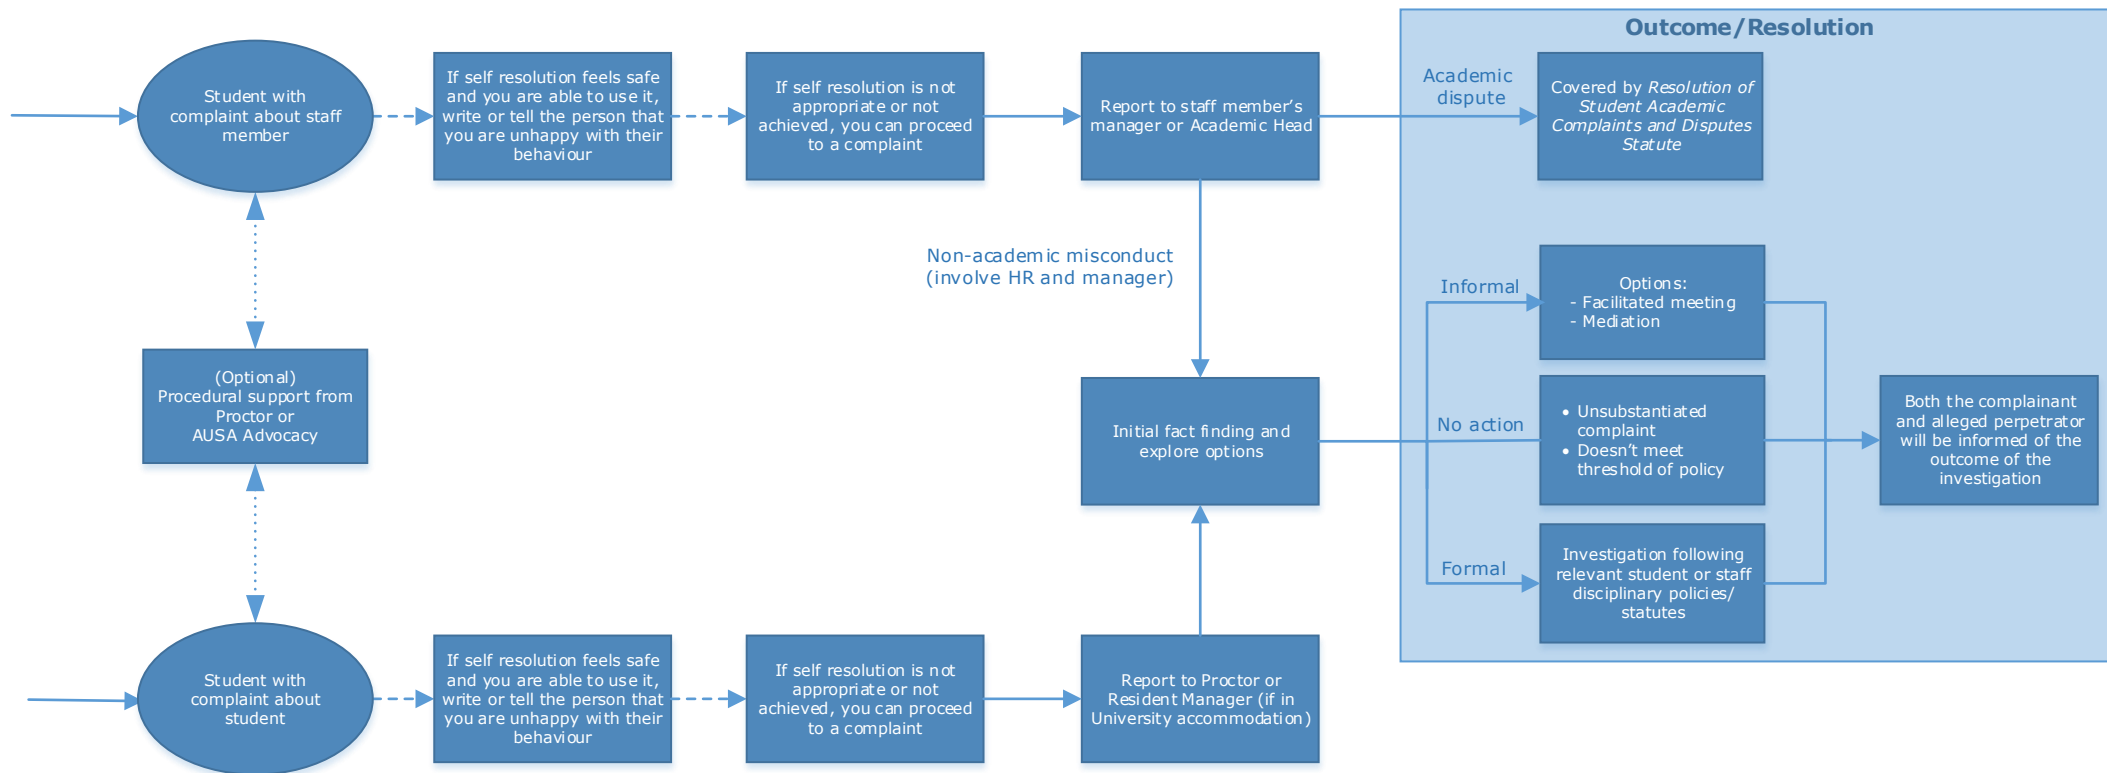 Outcome/Resolution
Student with
complaint about staff
member
If self resolution feels safe
and you are able to use it,
write or tell the person that
you are unhappy with their
behaviour
If self resolution is not
appropriate or not
achieved, you can proceed
to a complaint
Report to staff member's
manager or Academic Head
Academic
dispute
Covered by Resolution of
Student Academic
Complaints and Disputes
Statute
Non-academic misconduct
(involve HR and manager)
(Optional)
Procedural support from
Proctor or
AUSA Advocacy
Initial fact finding and
explore options
Informal
Options:
- Facilitated meeting
- Mediation
No action
• Unsubstantiated
complaint
• Doesn't meet
threshold of policy
Formal
Investigation following
relevant student or staff
disciplinary policies/
statutes
Both the complainant
and alleged perpetrator
will be informed of the
outcome of the
investigation
Student with
complaint about
student
If self resolution feels safe
and you are able to use it,
write or tell the person that
you are unhappy with their
behaviour
If self resolution is not
appropriate or not
achieved, you can proceed
to a complaint
Report to Proctor or
Resident Manager (if in
University accommodation)